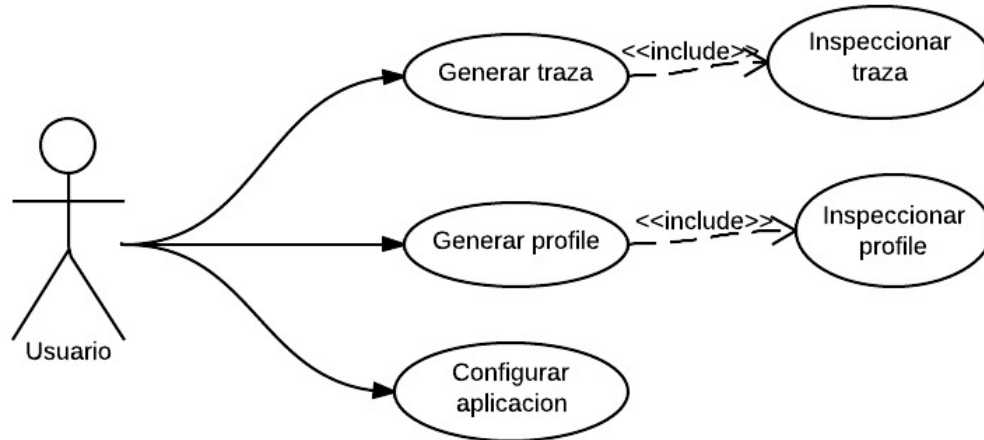 Generar traza
<<include>>
Inspeccionar
traza
Generar profile
<<include>>
Inspeccionar
profile
Usuario
Configurar
aplicacion